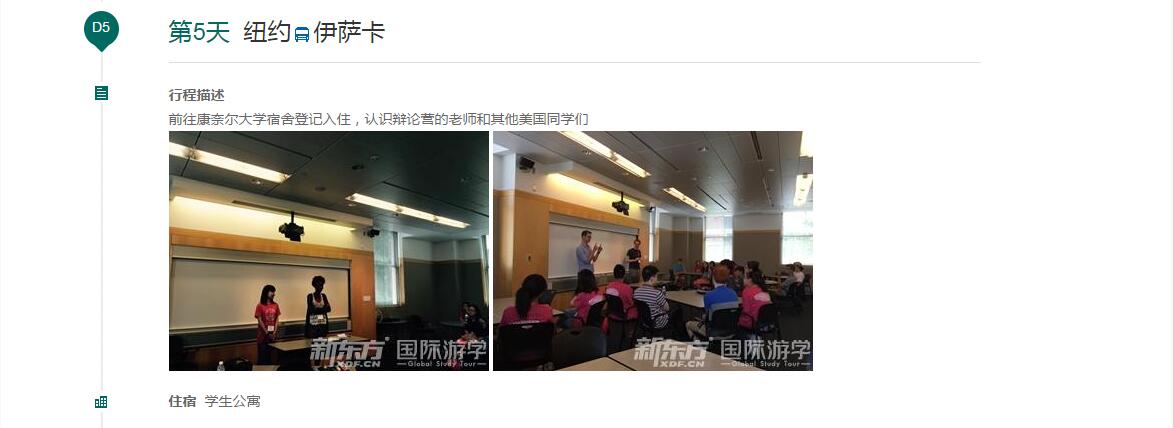 D5
第5天 纽约 伊萨卡
行程描述
前往康奈尔大学宿舍登记入住，认识辩论营的老师和其他美国同学们
新东方 国际游学
XDF.CN Global Study Tour
新东方 国际游学
XDF.CN Global Study Tour
住宿 学生公寓